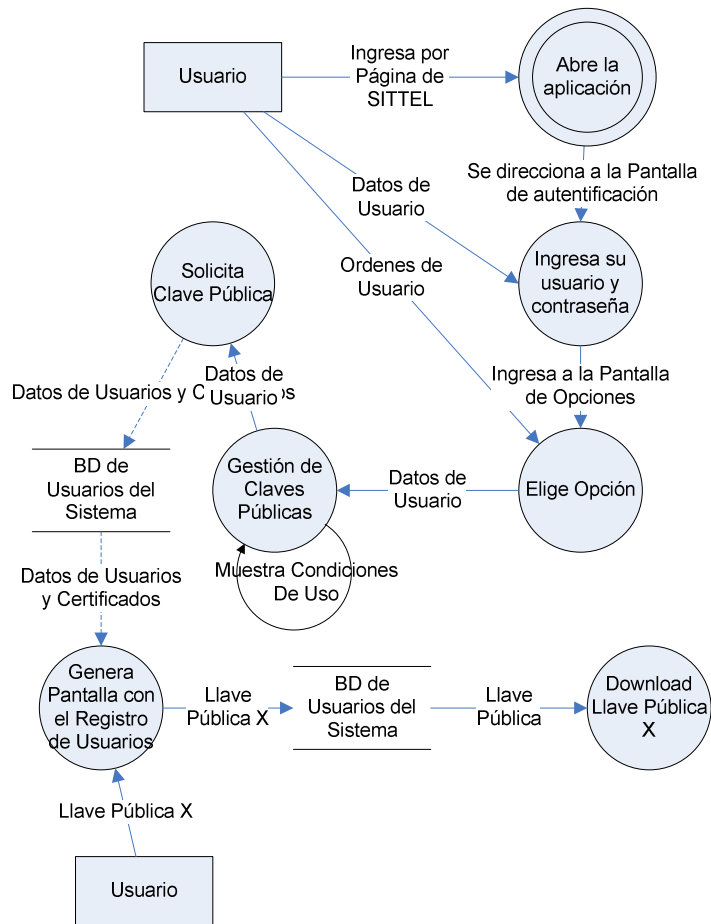 Usuario
Ingresa por
Página de
SITTEL
Abre la
aplicación
Se direcciona a la Pantalla
de autentificación
Datos de
Usuario
Ordenes de
Usuario
Ingresa su
usuario y
contraseña
Solicita
Clave Pública
Ingresa a la Pantalla
de Opciones
Datos de
Usuario
Datos de Usuarios y C
os
BD de
Usuarios del
Sistema
Gestión de
Claves
Públicas
Datos de
Usuario
Elige Opción
Muestra Condiciones
De Uso
Datos de Usuarios
y Certificados
Genera
Pantalla con
el Registro
de Usuarios
Llave
Pública X
BD de
Usuarios del
Sistema
Llave
Pública
Download
Llave Pública
X
Llave Pública X
Usuario